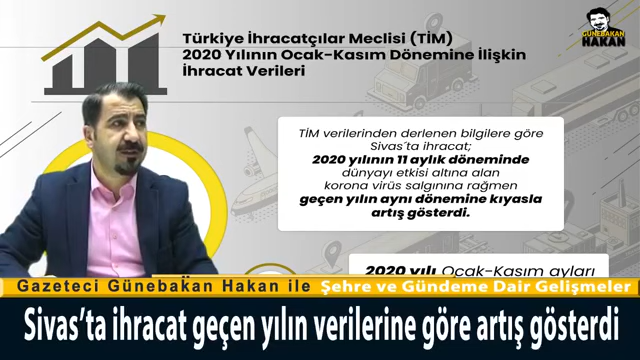 Türkiye İhracatçılar Meclisi (TİM)
2020 Yılının Ocak-Kasım Dönemine İlişkin
İhracat Verileri
GÜNEBAKAN
HAKAN
TİM verilerinden derlenen bilgilere göre
Sivas´ta ihracat;
2020 yılının 11 aylık döneminde
dünyayı etkisi altına alan
korona virüs salgınına rağmen
geçen yılın aynı dönemine kıyasla
artış gösterdi.
2020 yılı Ocak-Kasım ayları
Gazeteci Günebakan Hakan ile Şehre ve Gündeme Dair Gelişmeler
Sivas’ta ihracat geçen yılın verilerine göre artış gösterdi